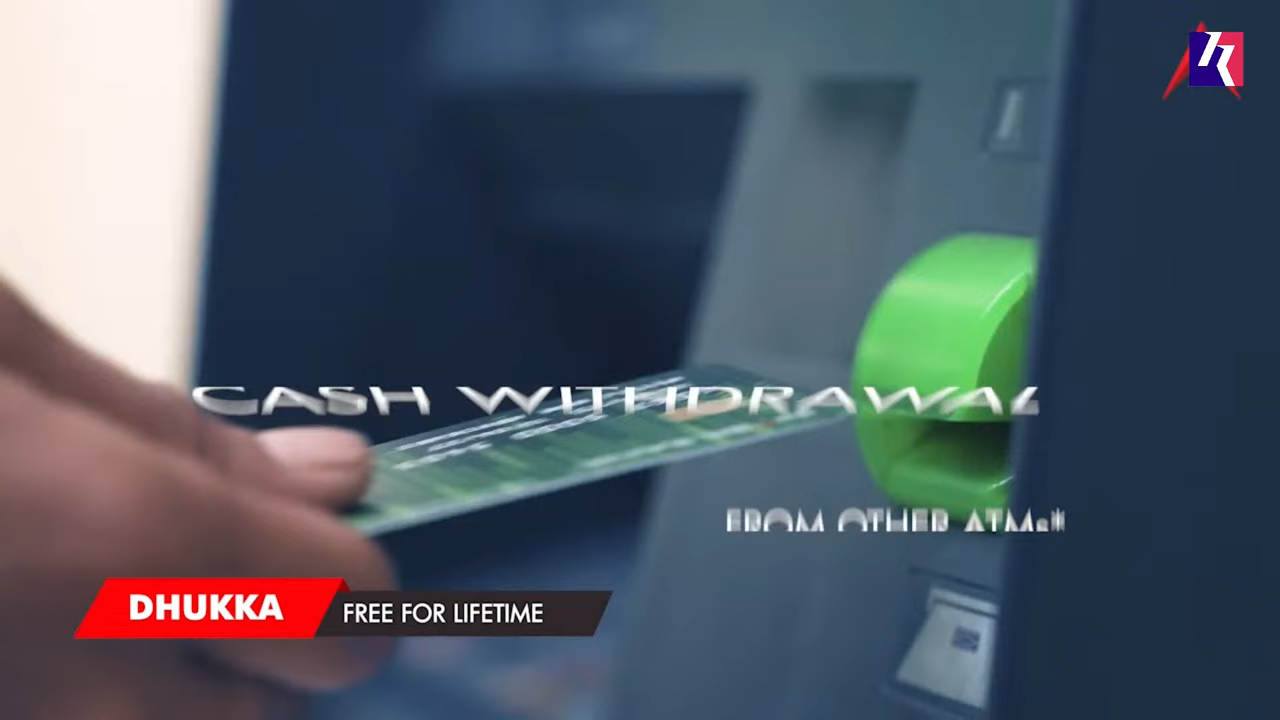 CASH WITHDRAWAL
FROM OTHER ATMs*
DHUKKA
FREE FOR LIFETIME